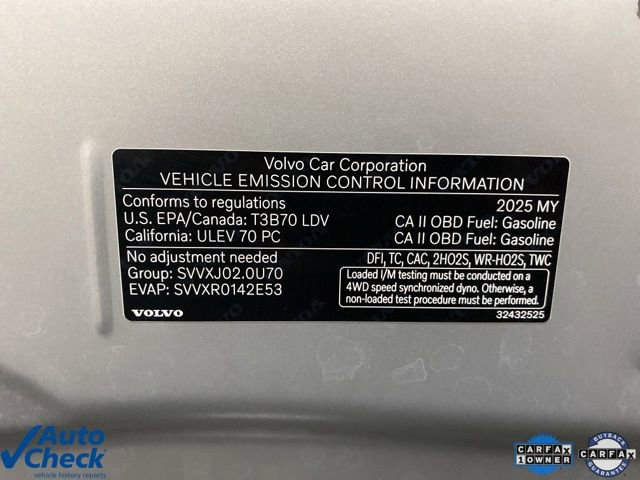 Volvo Car Corporation
VEHICLE EMISSION CONTROL INFORMATION
Conforms to regulations 2025 MY
U.S. EPA/Canada: T3B70 LDV CA II OBD Fuel: Gasoline
California: ULEV 70 PC CA II OBD Fuel: Gasoline
No adjustment needed DFI, TC, CAC, 2HO2S, WR-HO2S, TWC
Group: SVVXJ02.0U70
EVAP: SVVXR0142E53
Loaded I/M testing must be conducted on a
4WD speed synchronized dyno. Otherwise, a
non-loaded test procedure must be performed.
VOLVO 32432525
Auto
Check
vehicle history reports
CARFAX
1 OWNER
BUYBACK
CARFAX
GUARANTEE